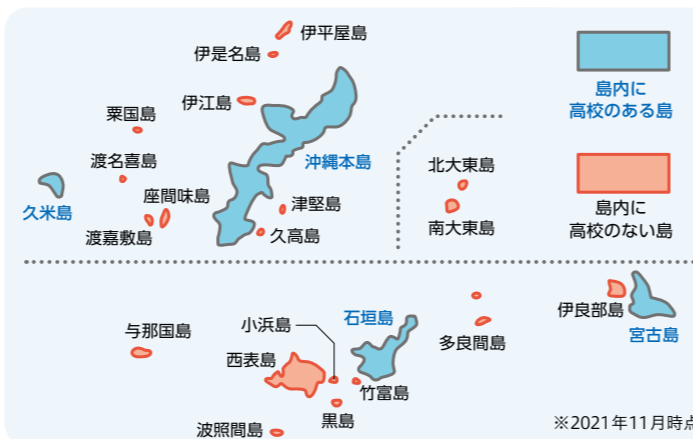 伊平屋島
伊是名島
伊江島
粟国島
渡名喜島
座間味島
久米島
渡嘉敷島
沖縄本島
津堅島
久高島
北大東島
南大東島
島内に
高校のある島
島内に
高校のない島
与那国島
小浜島
西表島
石垣島
竹富島
黒島
波照間島
多良間島
伊良部島
宮古島
※2021年11月時点